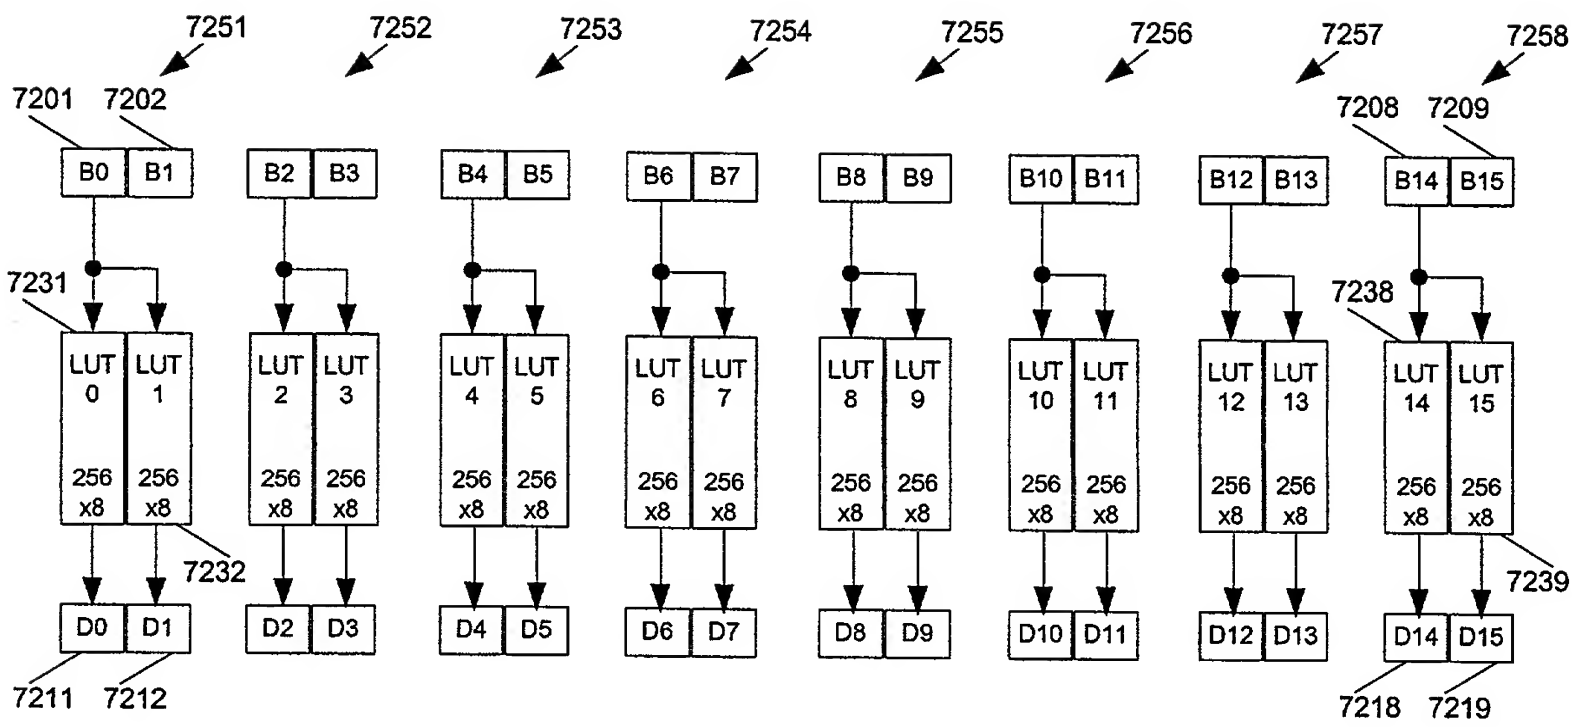 7251 7252 7253 7254 7255 7256 7257 7258
7201 7202 7208 7209
B0 B1 B2 B3 B4 B5 B6 B7 B8 B9 B10 B11 B12 B13 B14 B15
7231 7238
LUT LUT LUT LUT LUT LUT LUT LUT LUT LUT LUT LUT LUT LUT LUT LUT
0 1 2 3 4 5 6 7 8 9 10 11 12 13 14 15
256 256 256 256 256 256 256 256 256 256 256 256 256 256 256 256
x8 x8 x8 x8 x8 x8 x8 x8 x8 x8 x8 x8 x8 x8 x8 x8
7232 7239
D0 D1 D2 D3 D4 D5 D6 D7 D8 D9 D10 D11 D12 D13 D14 D15
7211 7212 7218 7219